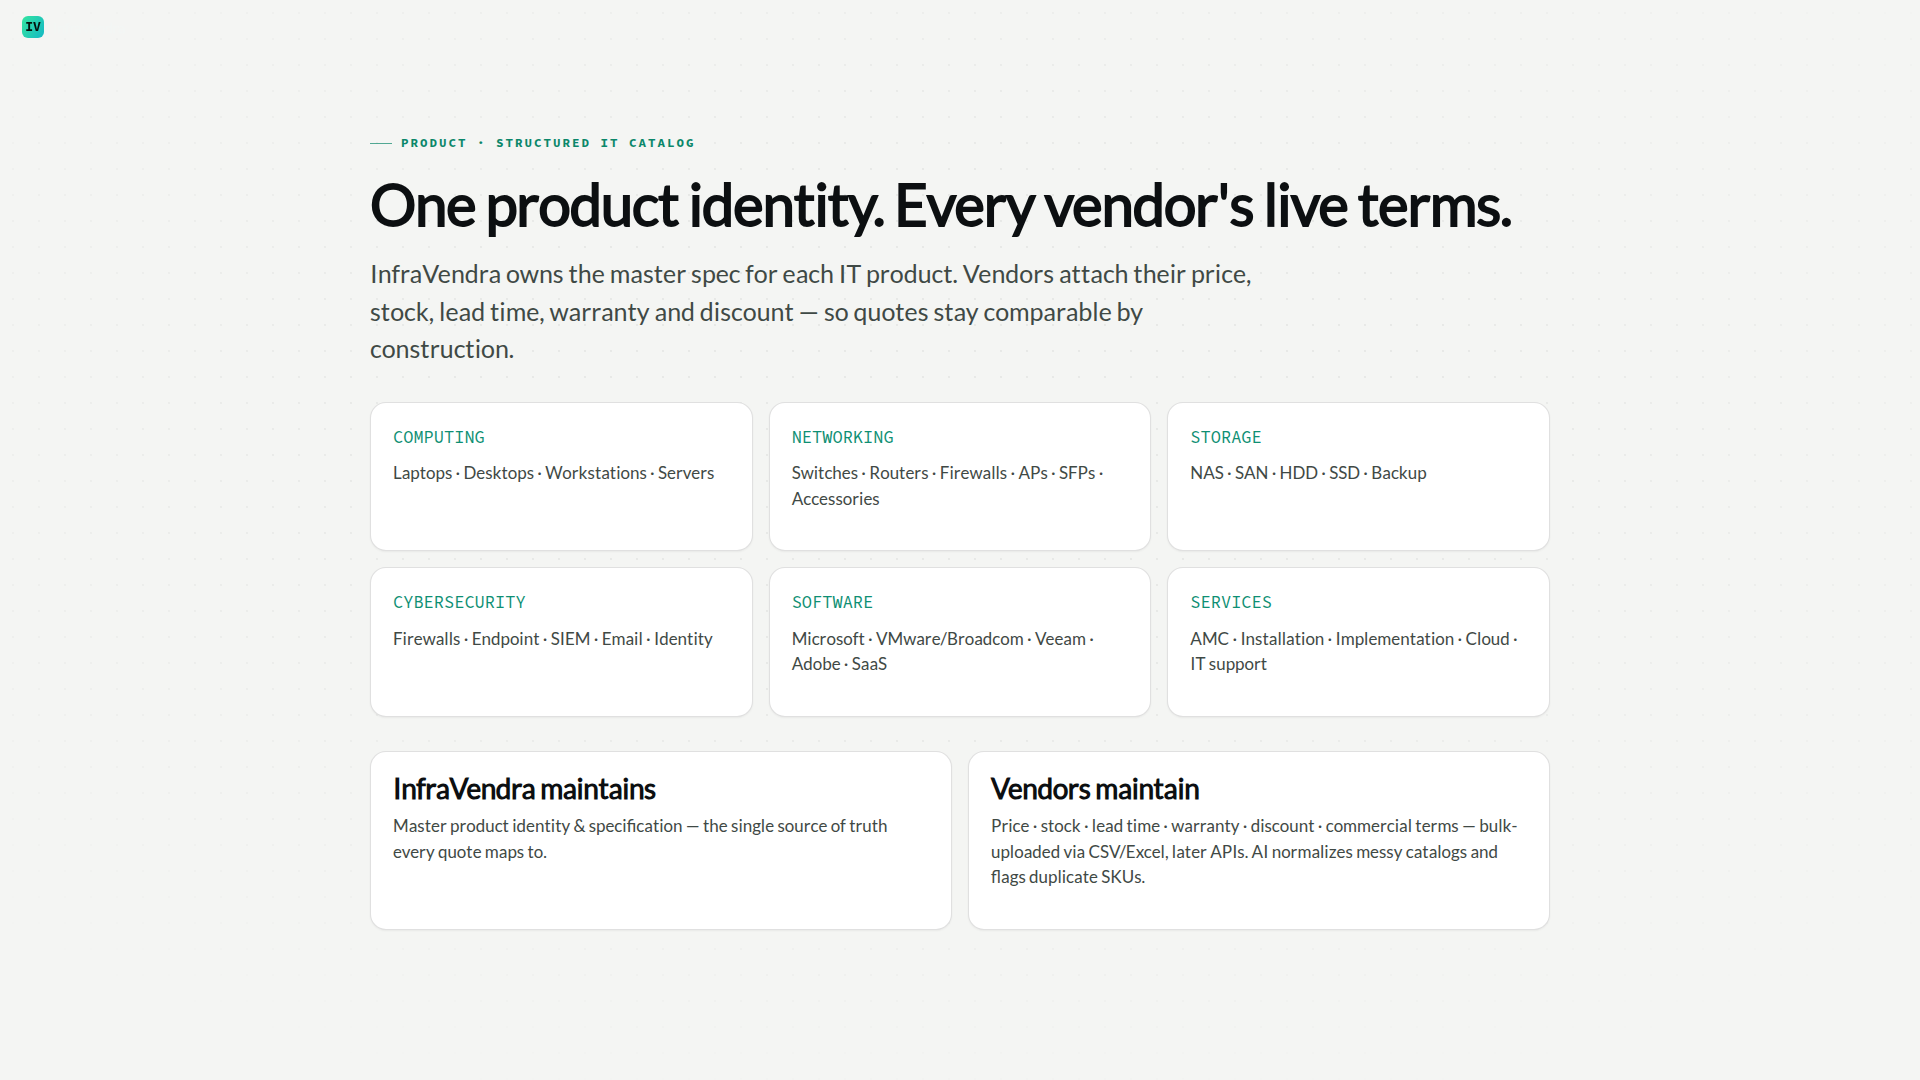 IV
PRODUCT · STRUCTURED IT CATALOG
One product identity. Every vendor's live terms.
InfraVendra owns the master spec for each IT product. Vendors attach their price,
stock, lead time, warranty and discount — so quotes stay comparable by
construction.
COMPUTING
Laptops · Desktops · Workstations · Servers
NETWORKING
Switches · Routers · Firewalls · APs · SFPs ·
Accessories
STORAGE
NAS · SAN · HDD · SSD · Backup
CYBERSECURITY
Firewalls · Endpoint · SIEM · Email · Identity
SOFTWARE
Microsoft · VMware/Broadcom · Veeam ·
Adobe · SaaS
SERVICES
AMC · Installation · Implementation · Cloud ·
IT support
InfraVendra maintains
Master product identity & specification — the single source of truth
every quote maps to.
Vendors maintain
Price · stock · lead time · warranty · discount · commercial terms — bulk-
uploaded via CSV/Excel, later APIs. AI normalizes messy catalogs and
flags duplicate SKUs.